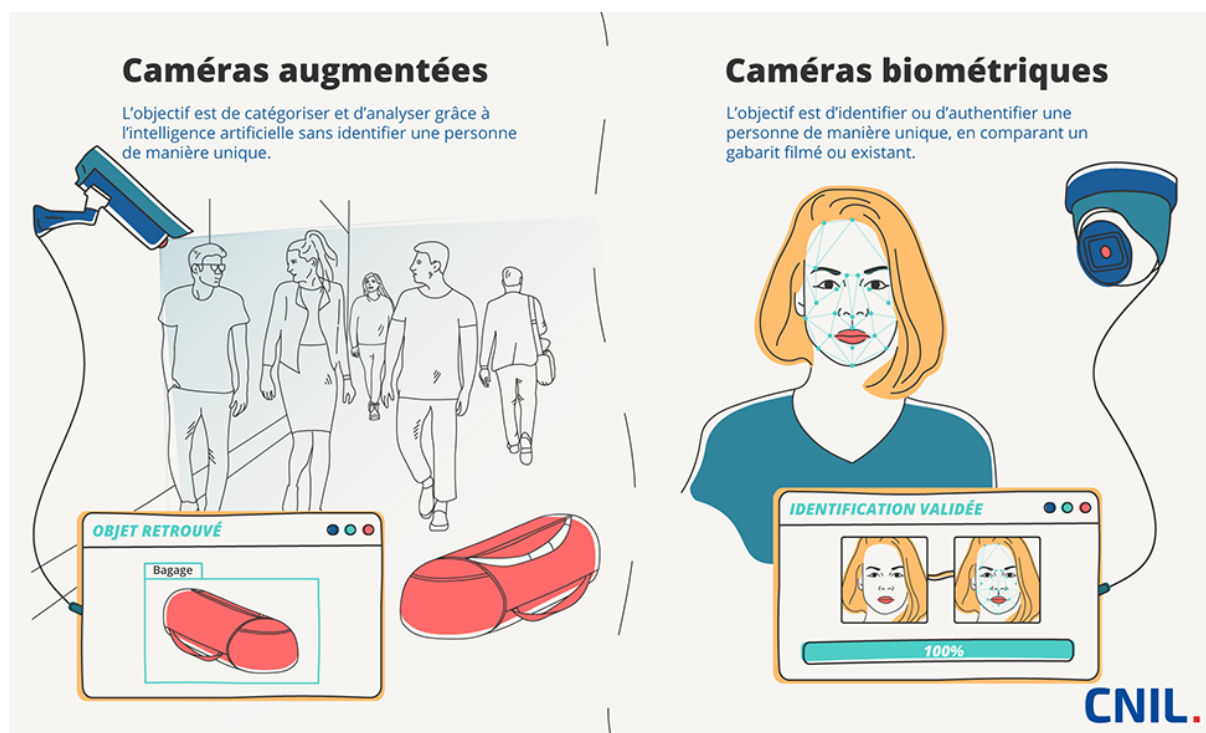 Caméras augmentées
L'objectif est de catégoriser et d'analyser grâce à
l'intelligence artificielle sans identifier une personne
de manière unique.
OBJET RETROUVÉ
Bagage
Caméras biométriques
L'objectif est d'identifier ou d'authentifier une
personne de manière unique, en comparant un
gabarit filmé ou existant.
IDENTIFICATION VALIDÉE
100%
CNIL.